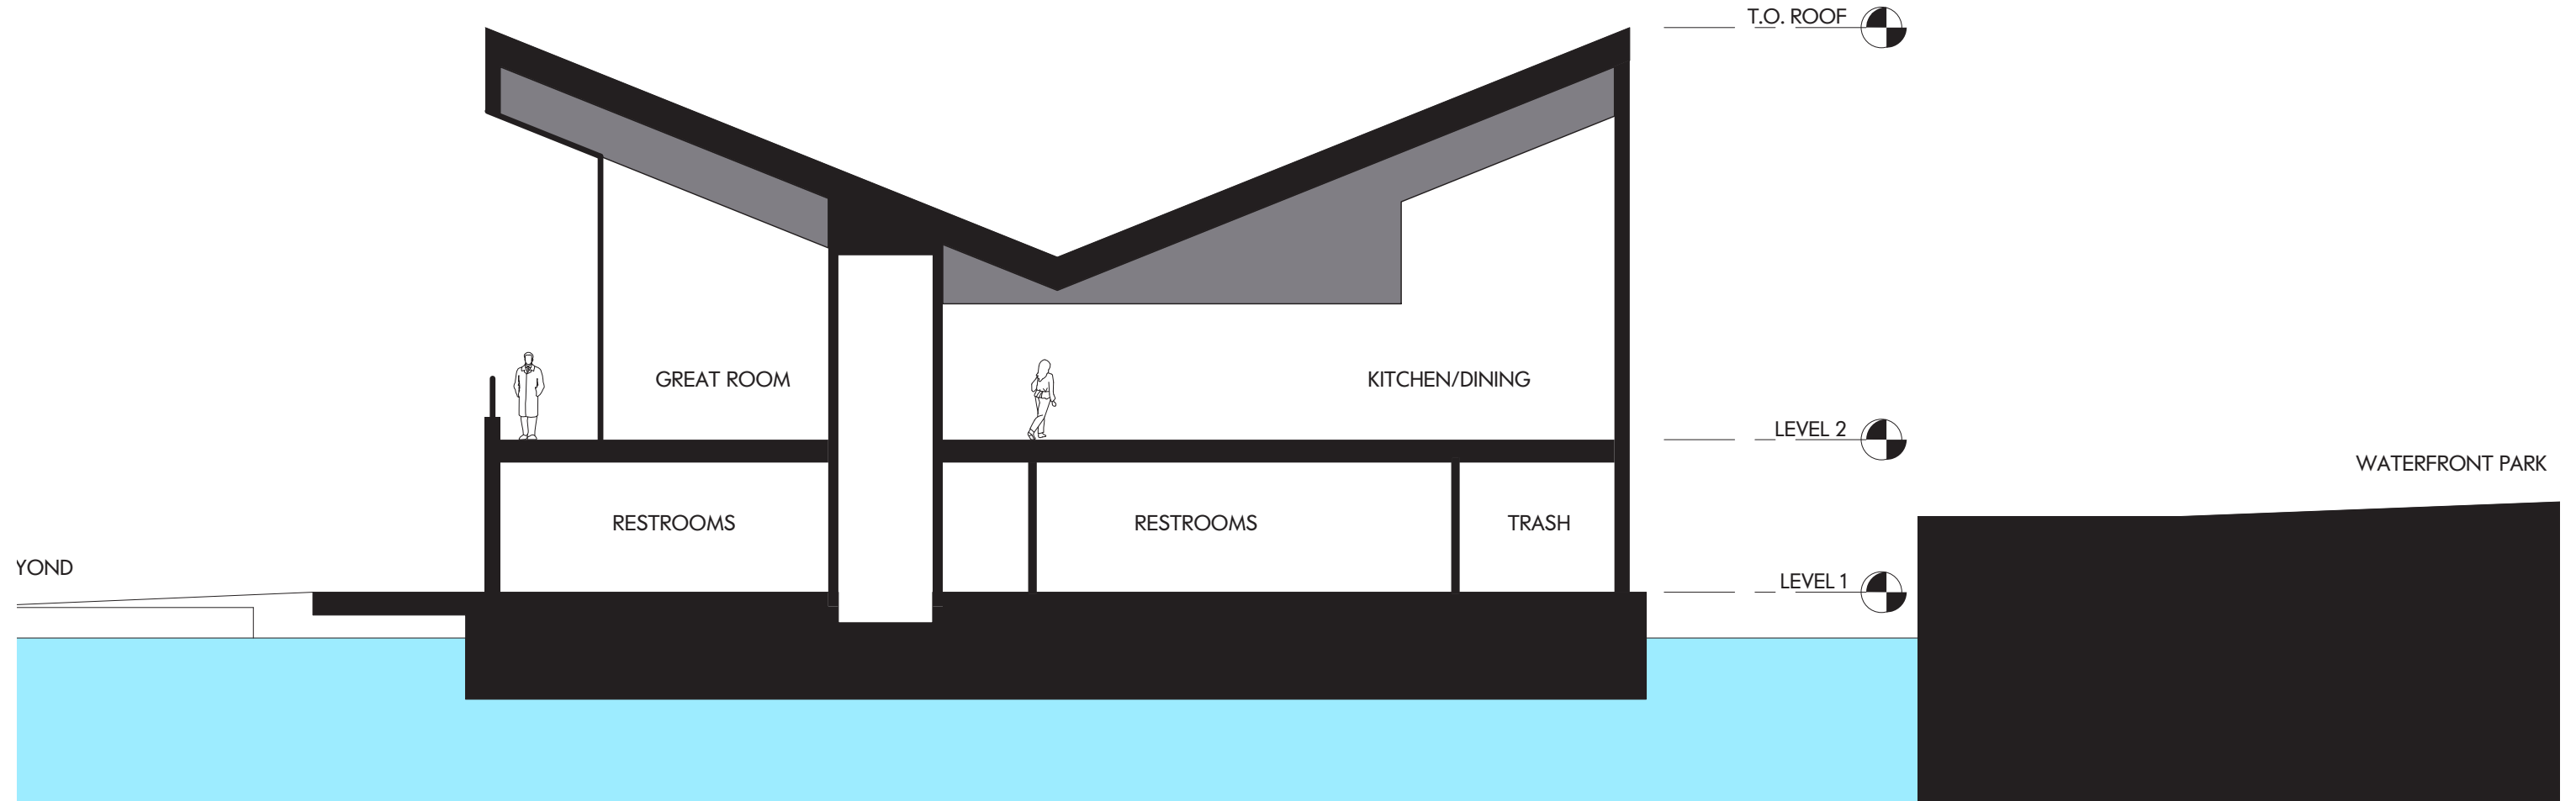 T.O. ROOF
GREAT ROOM
KITCHEN/DINING
LEVEL 2
WATERFRONT PARK
RESTROOMS
RESTROOMS
TRASH
YOND
LEVEL 1